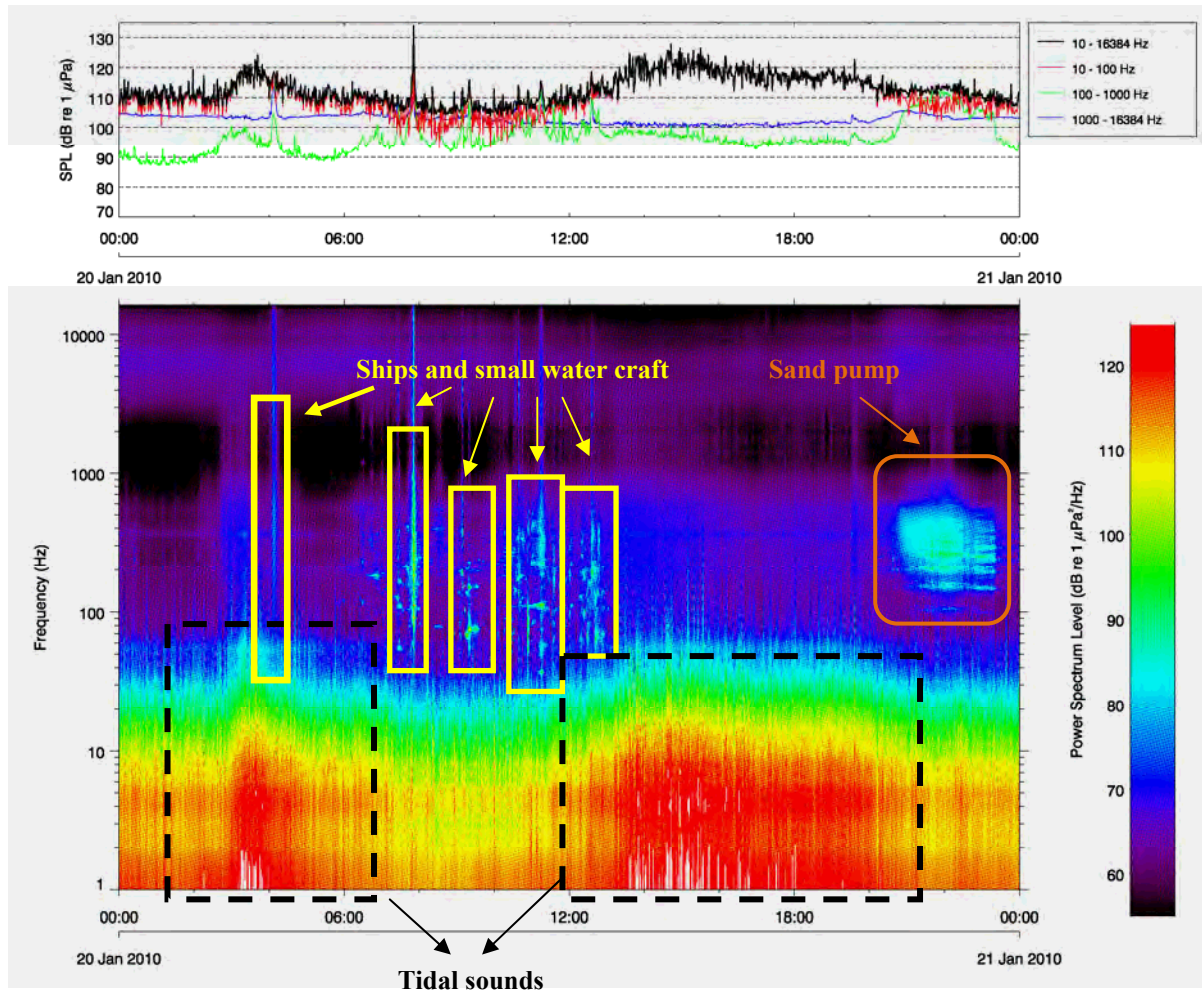 130
120
110
100
90
80
70
SPL (dB re 1 µPa)
10 - 16384 Hz
10 - 100 Hz
100 - 1000 Hz
1000 - 16384 Hz
00:00 06:00 12:00 18:00 00:00
20 Jan 2010 21 Jan 2010
10000
1000
100
10
1
Frequency (Hz)
Ships and small water craft
Sand pump
120
110
100
90
80
70
60
Power Spectrum Level (dB re 1 µPa²/Hz)
00:00 06:00 12:00 18:00 00:00
20 Jan 2010 21 Jan 2010
Tidal sounds